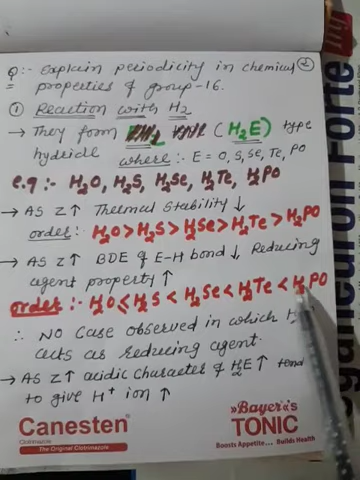 Q:- Explain periodicity in chemical ②
properties of group-16.
① Reaction with H₂
→ They form (H₂E) type
hydride where :- E = O, S, Se, Te, PO
e.g :- H₂O, H₂S, H₂Se, H₂Te, H₂PO
→ AS Z↑ Thermal Stability ↓
order:- H₂O > H₂S > H₂Se > H₂Te > H₂PO
→ AS Z↑ BDE of E-H bond ↓, Reducing
agent property ↑
order:- H₂O < H₂S < H₂Se < H₂Te < H₂PO
∴ NO Case observed in which
acts as reducing agent.
→ AS Z↑ acidic character of H₂E ↑ tend
to give H⁺ ion ↑
Canesten
Clotrimazole
The Original Clotrimazole
»Bayer's
TONIC
Boosts Appetite... Builds Health